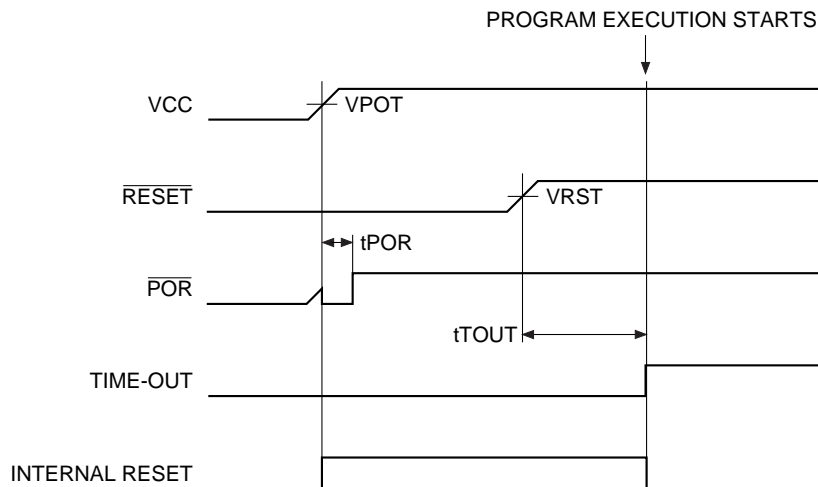 PROGRAM EXECUTION STARTS
VCC
VPOT
RESET
VRST
tPOR
POR
tTOUT
TIME-OUT
INTERNAL RESET